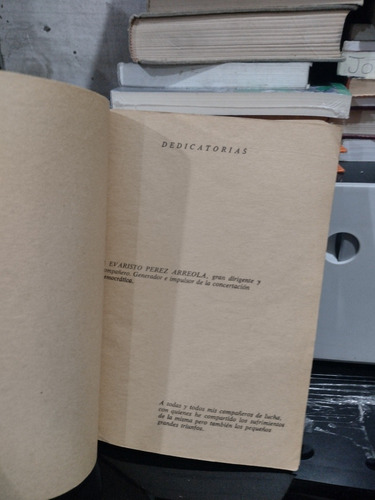 DEDICATORIAS
EVARISTO PEREZ ARREOLA, gran dirigente y
compañero. Generador e impulsor de la concertación
democrática.
A todas y todos mis compañeros de lucha,
con quienes he compartido los sufrimientos
de la misma pero también los pequeños
grandes triunfos.